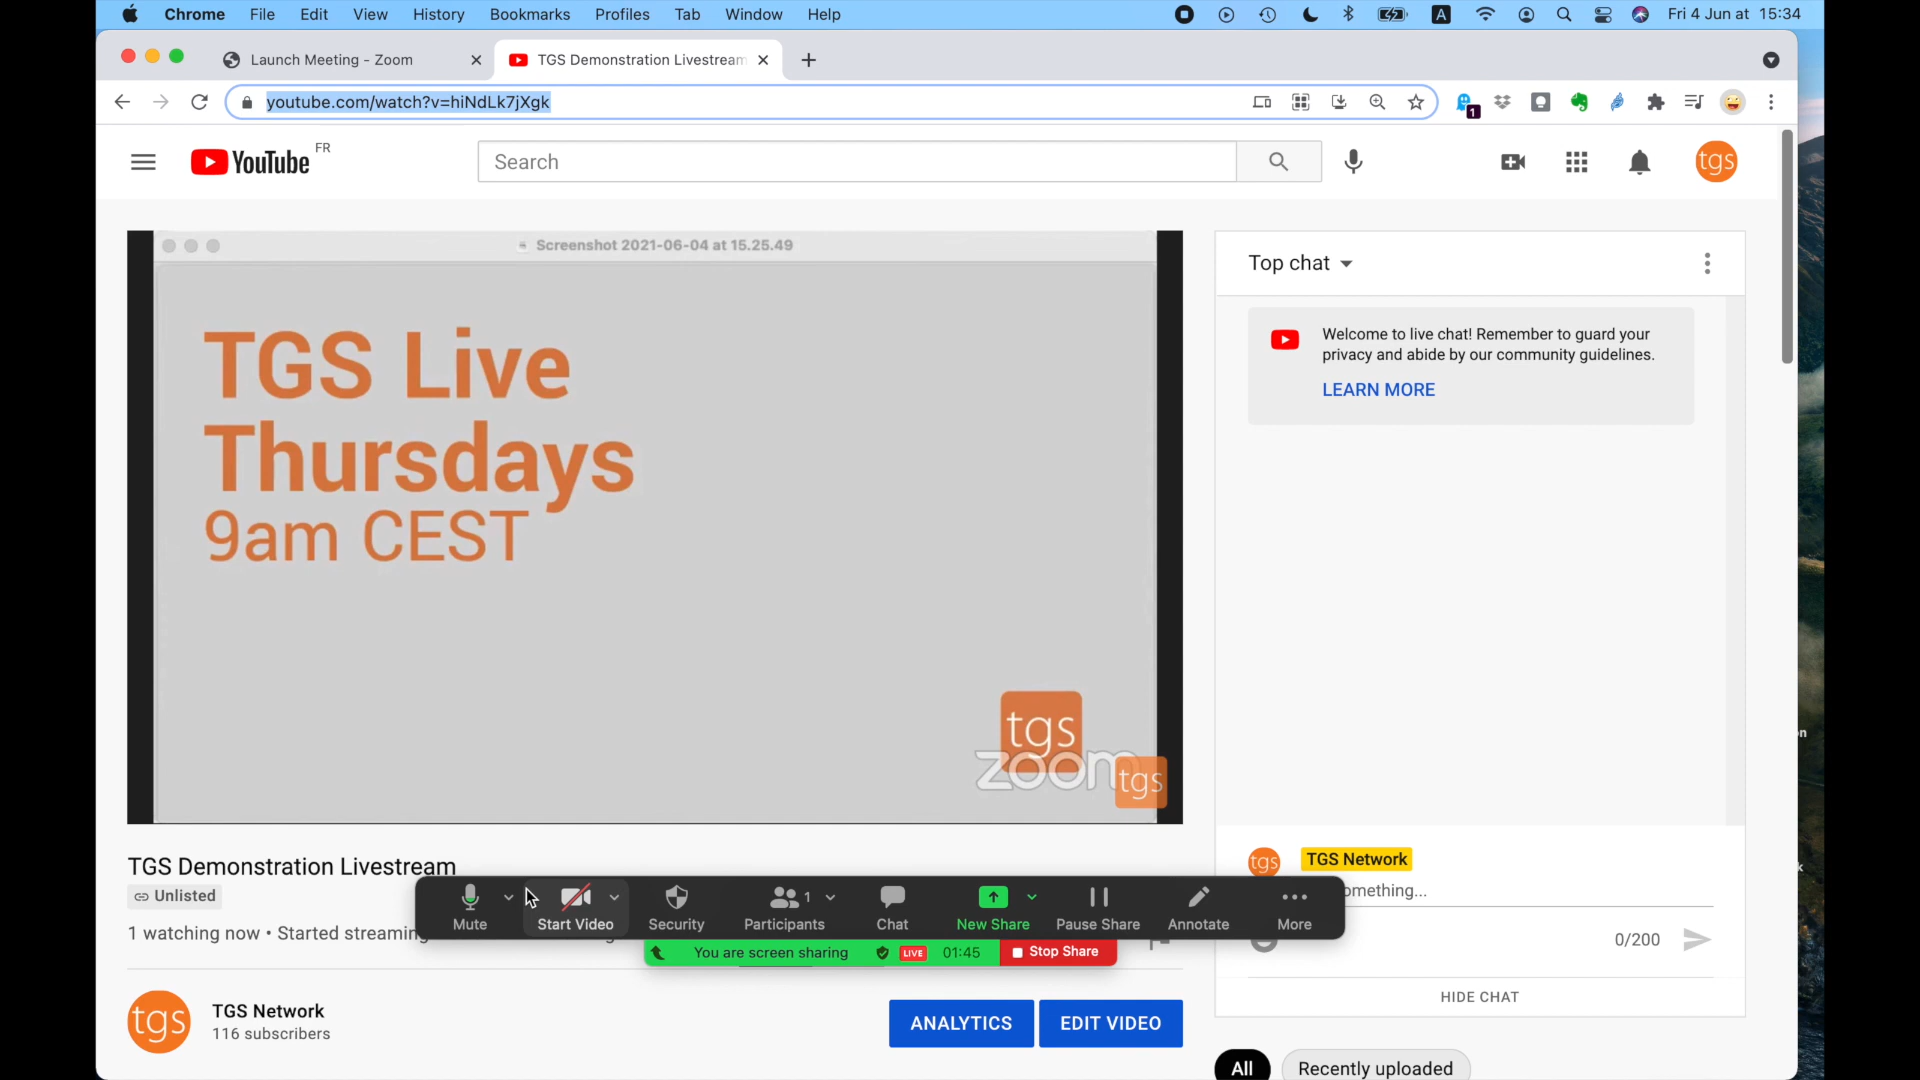 Chrome File Edit View History Bookmarks Profiles Tab Window Help
A Fri 4 Jun at 15:34
Launch Meeting - Zoom
TGS Demonstration Livestream
youtube.com/watch?v=hiNdLk7jXgk
1
YouTube FR
Search
tgs
Screenshot 2021-06-04 at 15.25.49
TGS Live
Thursdays
9am CEST
tgs
zoom
tgs
Top chat
Welcome to live chat! Remember to guard your
privacy and abide by our community guidelines.
LEARN MORE
TGS Demonstration Livestream
Unlisted
1 watching now • Started streaming
Mute
Start Video
Security
1
Participants
Chat
New Share
Pause Share
Annotate
More
You are screen sharing LIVE 01:45 Stop Share
tgs TGS Network
omething...
0/200
HIDE CHAT
tgs
TGS Network
116 subscribers
ANALYTICS
EDIT VIDEO
All
Recently uploaded